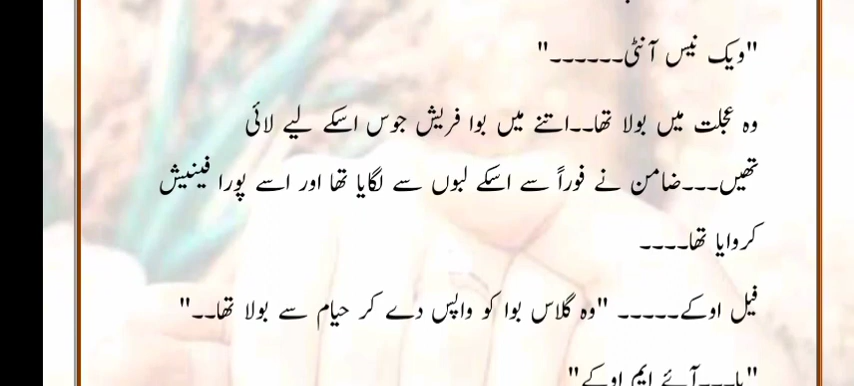 "ویک نیس آنٹی۔۔۔۔۔۔"
وہ عجلت میں بولا تھا۔۔اتنے میں بوا فریش جوس اسکے لیے لائی
تھیں۔۔۔ضامن نے فوراً سے اسکے لبوں سے لگایا تھا اور اسے پورا فینیش
کروایا تھا۔۔۔۔
فیل اوکے۔۔۔۔۔ "وہ گلاس بوا کو واپس دے کر حیام سے بولا تھا۔۔"
"ہا۔۔۔آئے ایم اوکے"